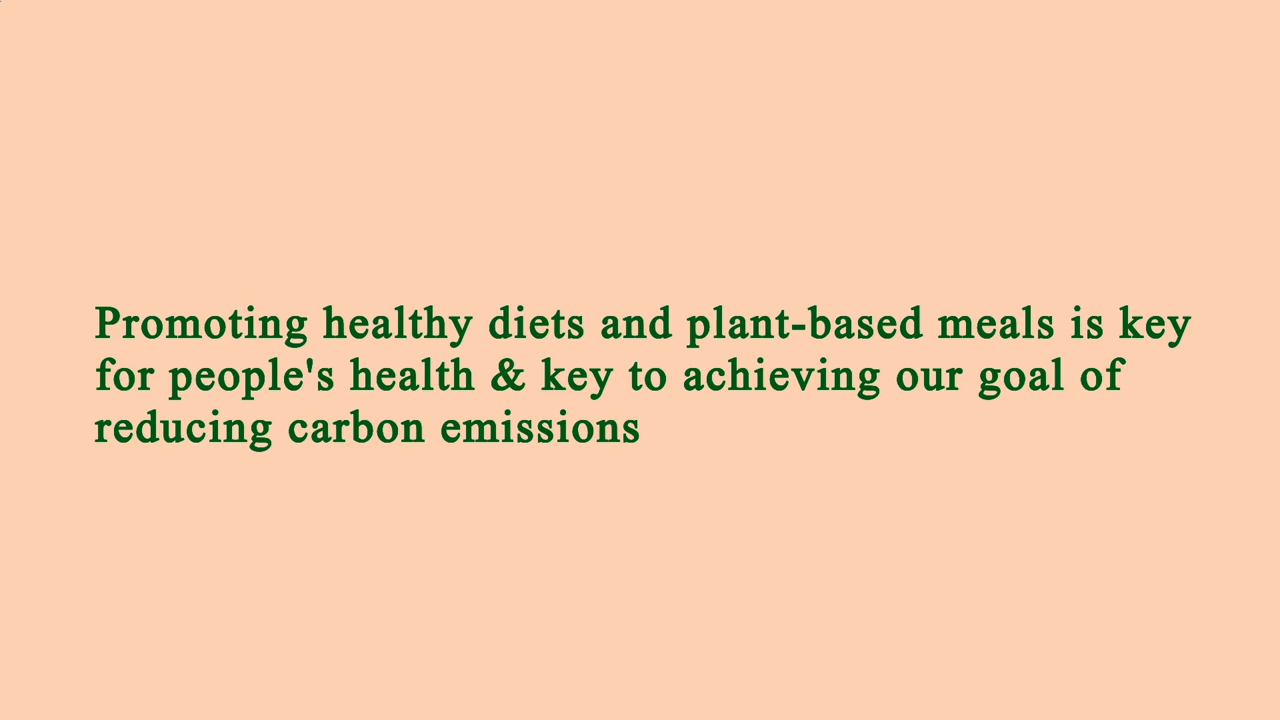 Promoting healthy diets and plant-based meals is key
for people's health & key to achieving our goal of
reducing carbon emissions